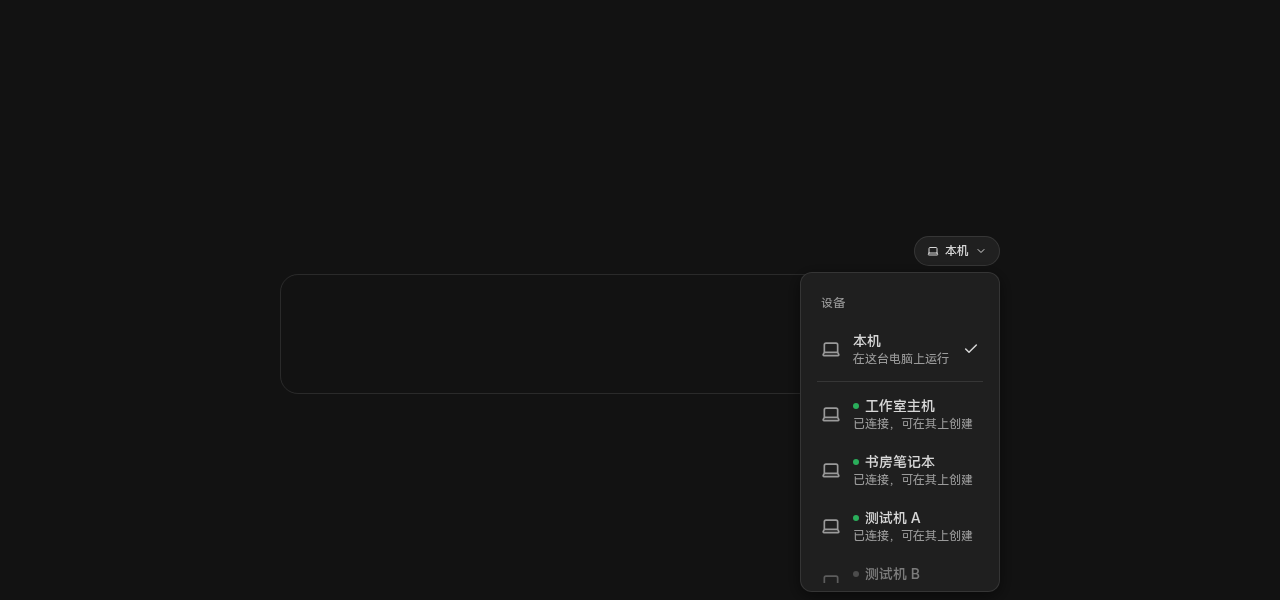 本机
设备
本机
在这台电脑上运行
工作室主机
已连接，可在其上创建
书房笔记本
已连接，可在其上创建
测试机 A
已连接，可在其上创建
测试机 B